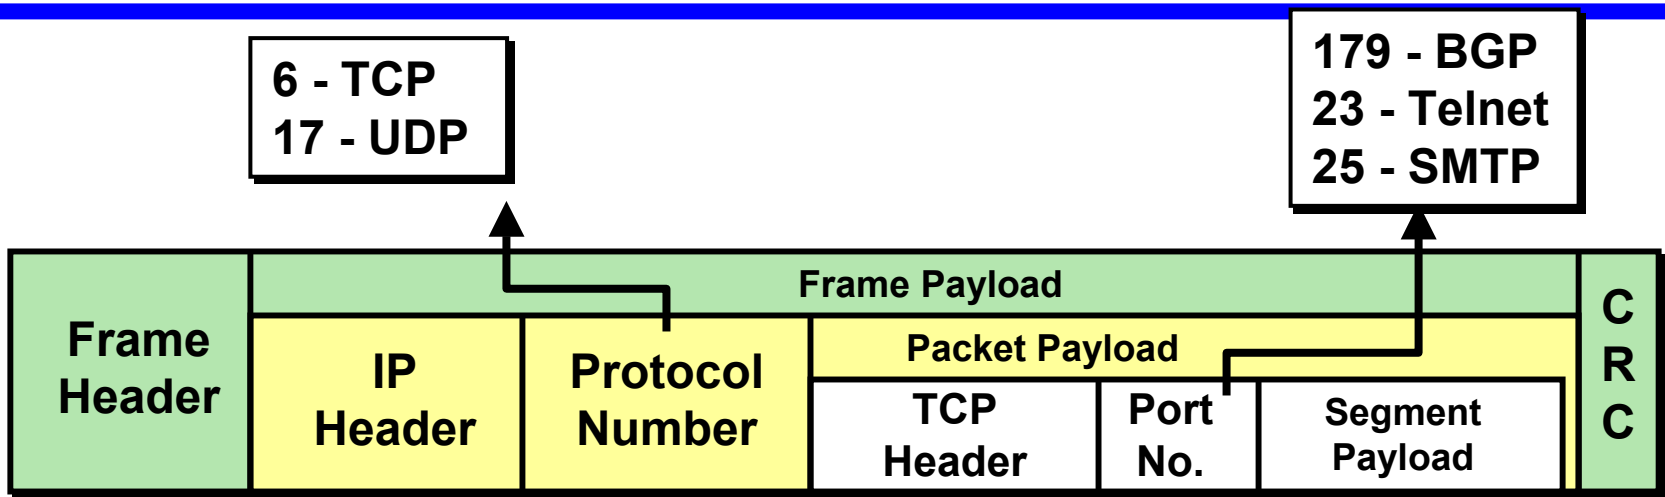 6 - TCP
17 - UDP
179 - BGP
23 - Telnet
25 - SMTP
Frame
Header
Frame Payload
IP
Header
Protocol
Number
Packet Payload
TCP
Header
Port
No.
Segment
Payload
C
R
C